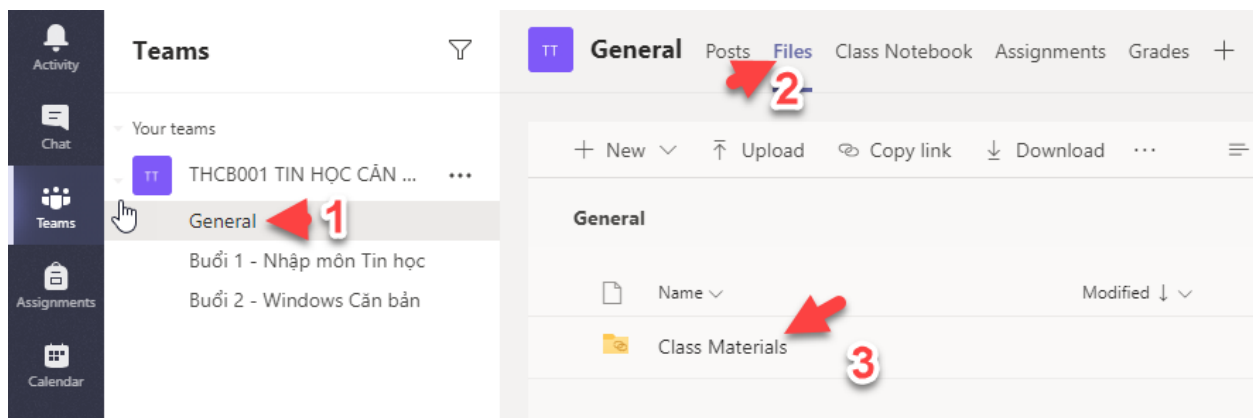 Activity
Chat
Teams
Assignments
Calendar
Teams
Your teams
TT THCB001 TIN HỌC CĂN ... •••
General 1
Buổi 1 - Nhập môn Tin học
Buổi 2 - Windows Căn bản
TT General Posts Files Class Notebook Assignments Grades +
2
+ New Upload Copy link Download ...
General
Name Modified ↓
Class Materials
3